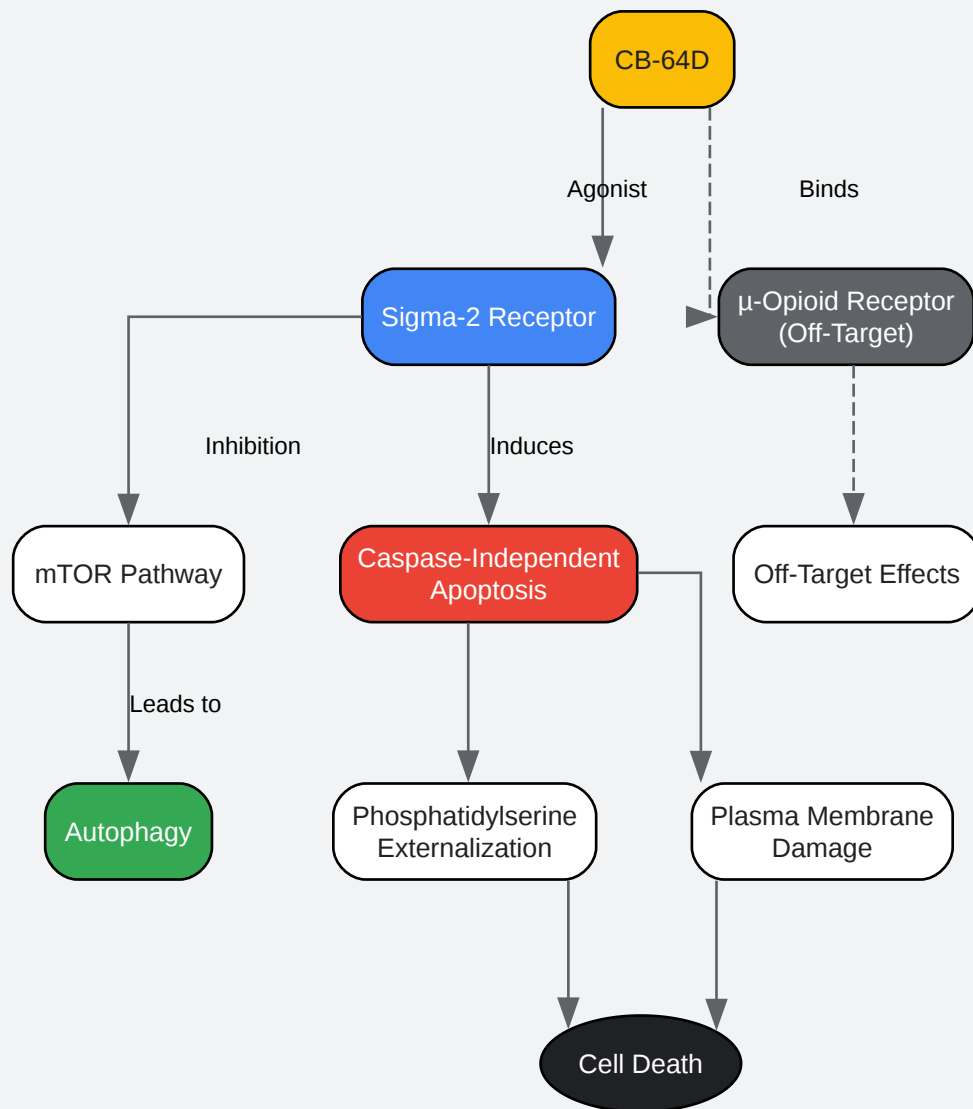 CB-64D
Agonist
Binds
Sigma-2 Receptor
µ-Opioid Receptor
(Off-Target)
Inhibition
Induces
mTOR Pathway
Caspase-Independent
Apoptosis
Off-Target Effects
Leads to
Autophagy
Phosphatidylserine
Externalization
Plasma Membrane
Damage
Cell Death